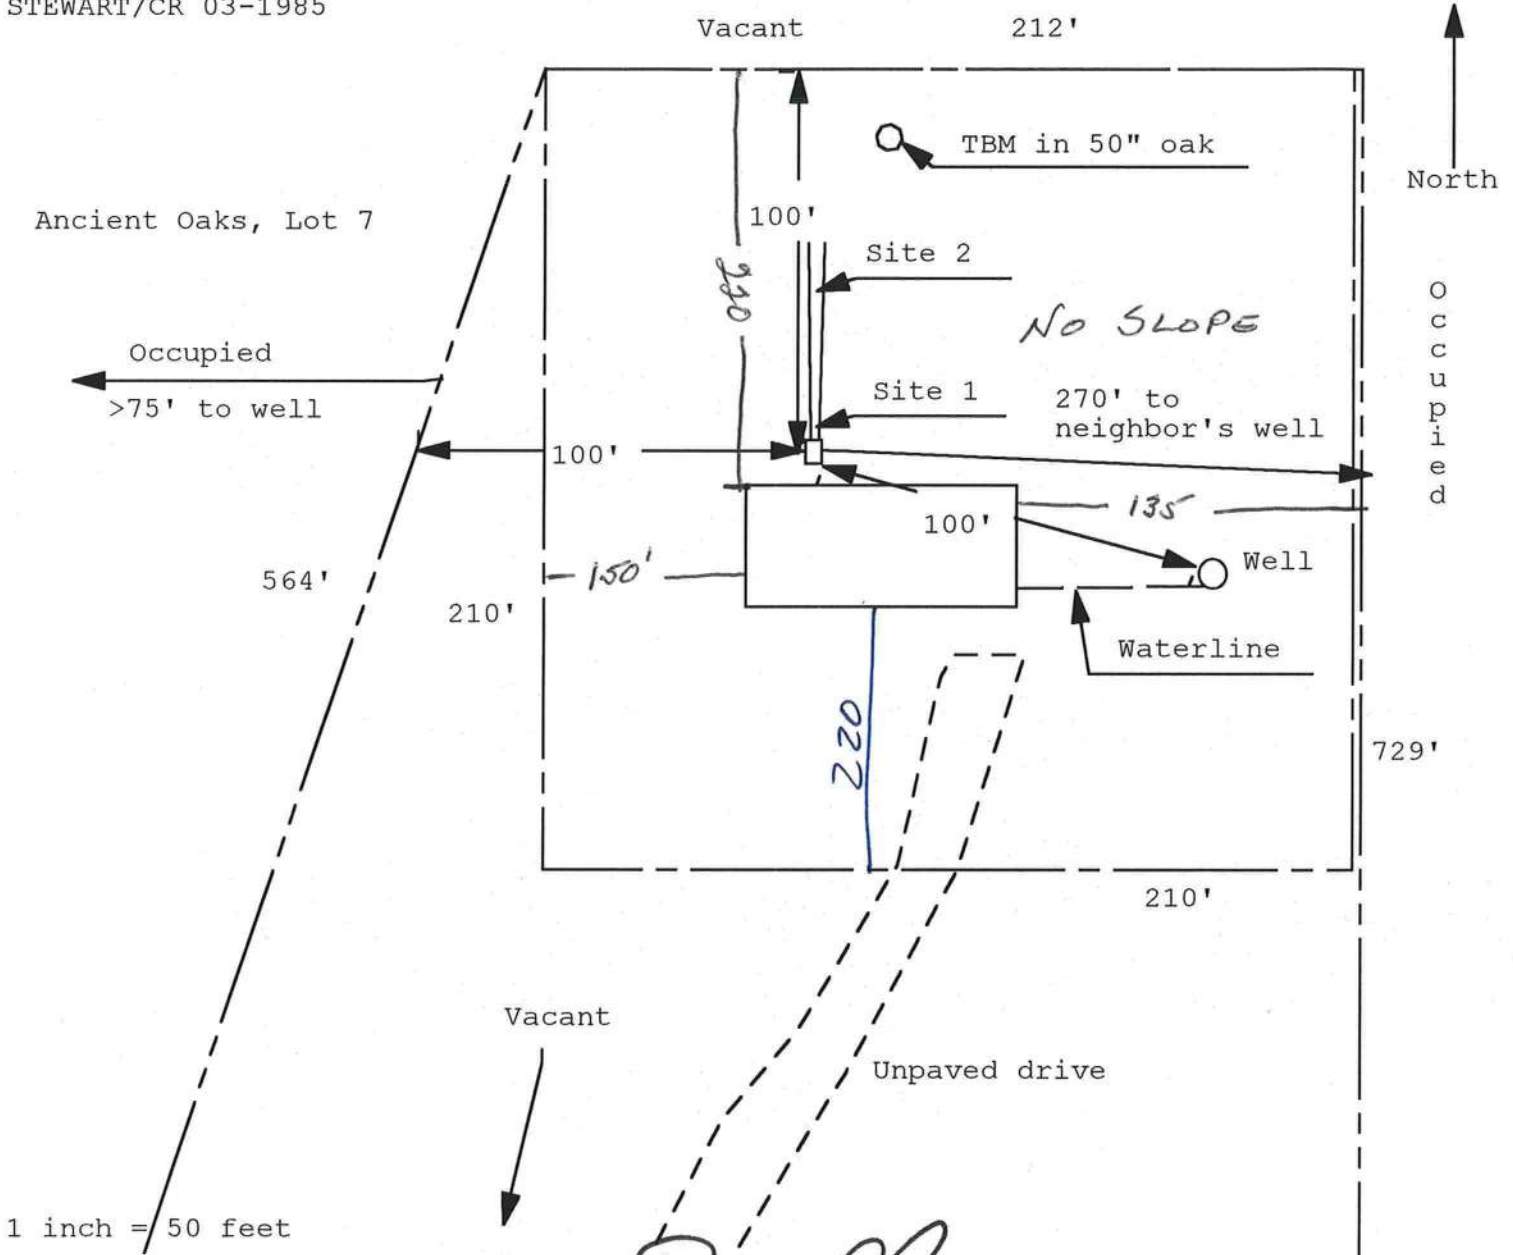 STEWART/CR 03-1985
Vacant
212'
TBM in 50" oak
North
Ancient Oaks, Lot 7
100'
220
Site 2
NO SLOPE
Occupied
Occupied
>75' to well
Site 1
270' to
neighbor's well
100'
135
100'
Well
150'
564'
210'
Waterline
220
729'
210'
Vacant
Unpaved drive
1 inch = 50 feet